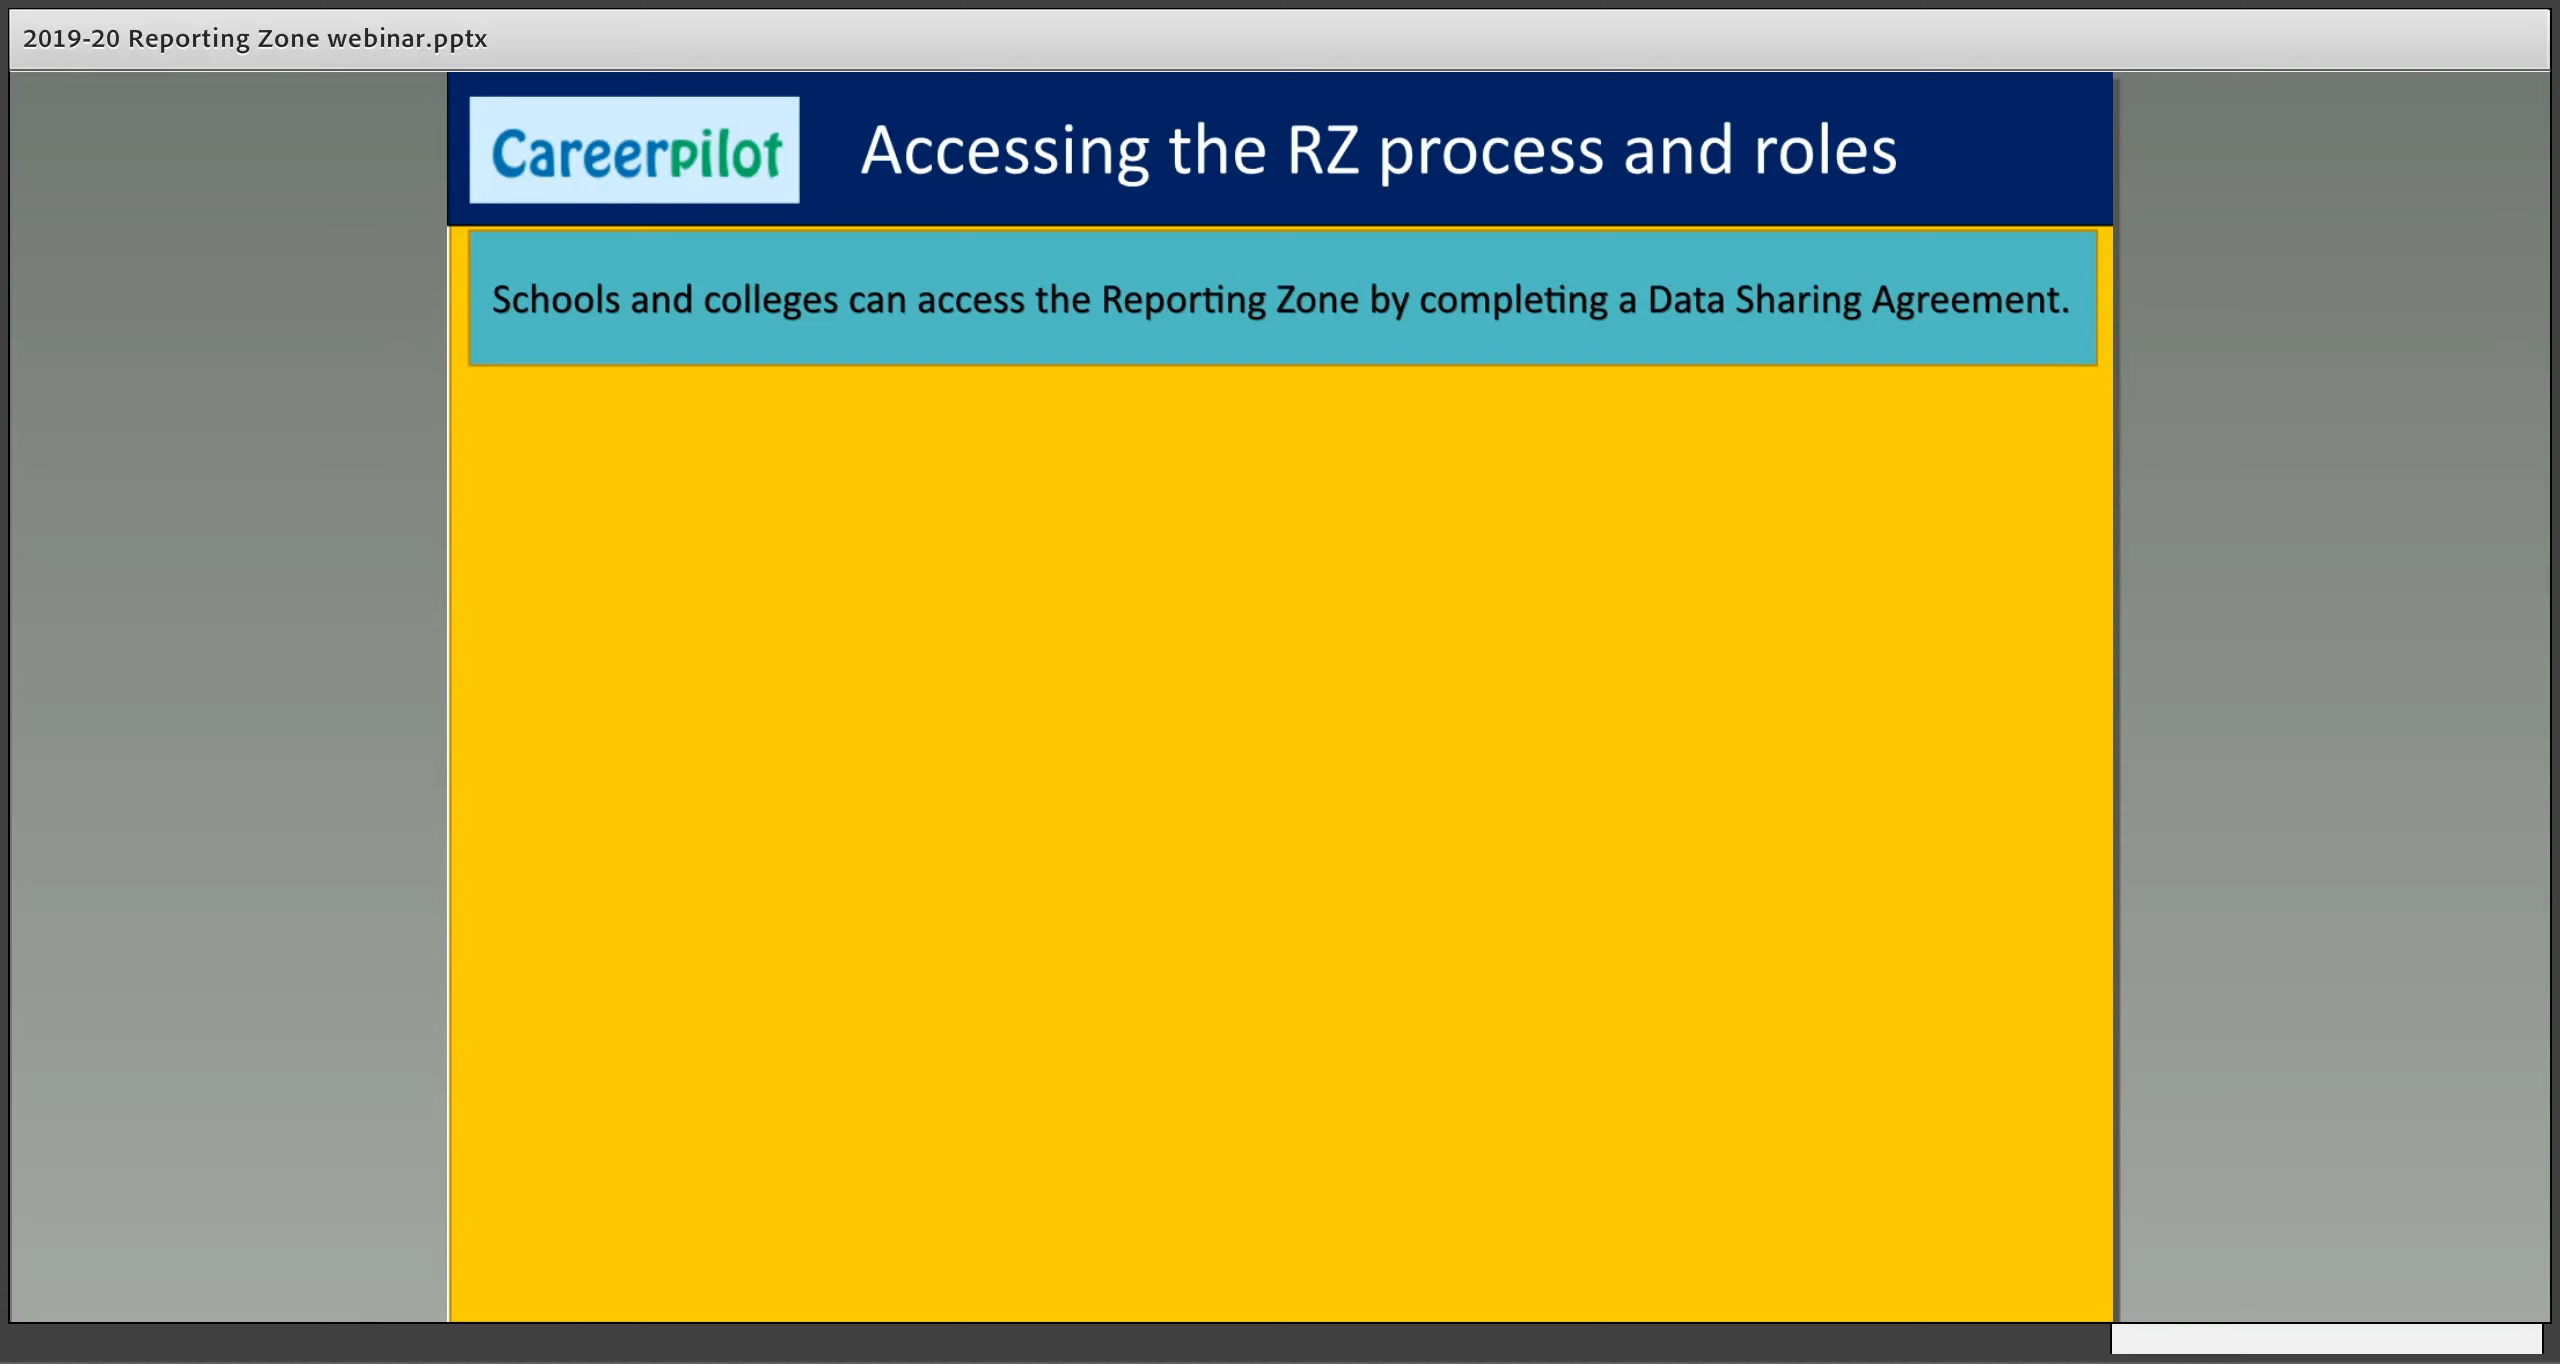 2019-20 Reporting Zone webinar.pptx
Careerpilot
Accessing the RZ process and roles
Schools and colleges can access the Reporting Zone by completing a Data Sharing Agreement.